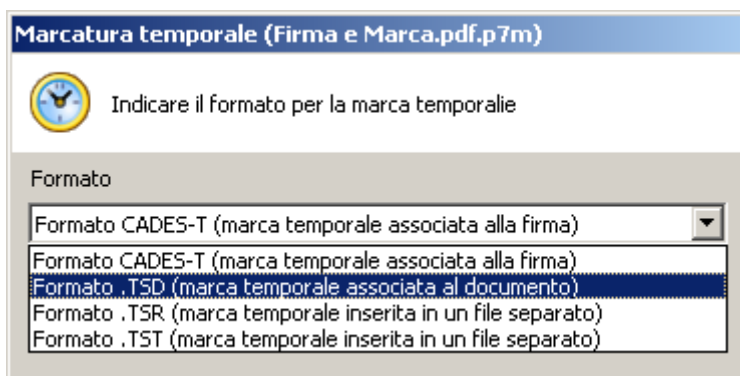 Marcatura temporale (Firma e Marca.pdf.p7m)
Indicare il formato per la marca temporalie
Formato
Formato CADES-T (marca temporale associata alla firma)
Formato CADES-T (marca temporale associata alla firma)
Formato .TSD (marca temporale associata al documento)
Formato .TSR (marca temporale inserita in un file separato)
Formato .TST (marca temporale inserita in un file separato)